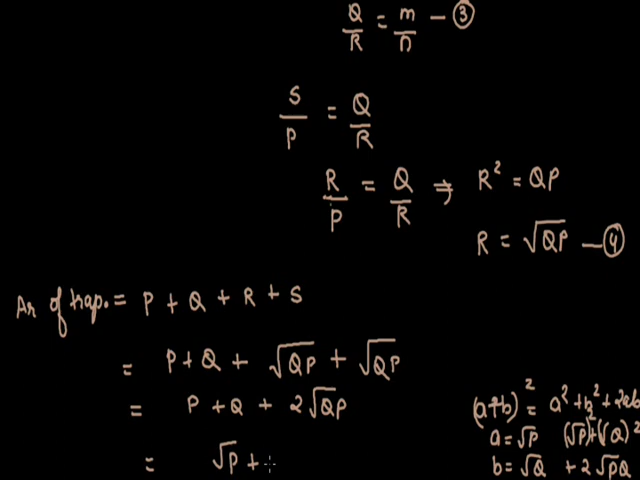 Q/R = m/n — ③
S/P = Q/R
R/P = Q/R ⇒ R² = QP
R = √QP — ④
Ar of trap. = P + Q + R + S
= P + Q + √QP + √QP
= P + Q + 2√QP
= √P +
(a+b)² = a² + b² + 2ab
a = √P (√P)² + (√Q)²
b = √Q + 2√PQ